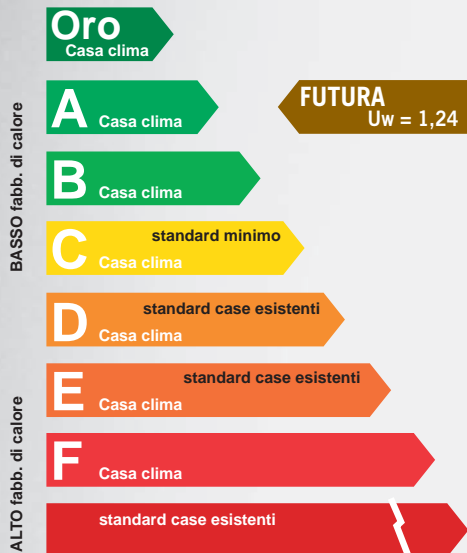 Oro
Casa clima
A Casa clima
FUTURA
Uw = 1,24
B Casa clima
standard minimo
C Casa clima
standard case esistenti
D Casa clima
standard case esistenti
E Casa clima
F Casa clima
standard case esistenti
BASSO fabb. di calore
ALTO fabb. di calore